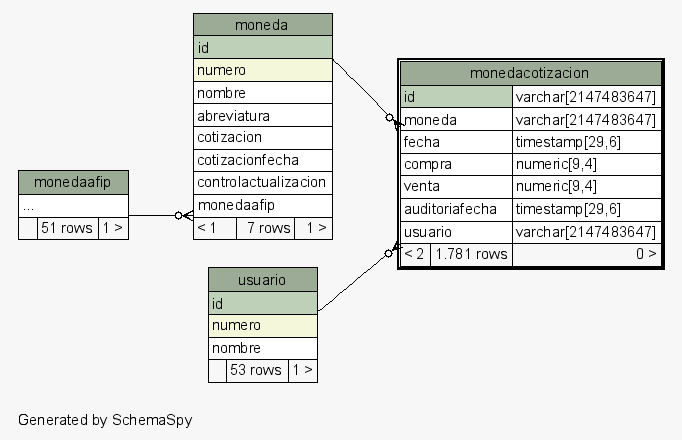 moneda
id
numero
nombre
abreviatura
cotizacion
cotizacionfecha
controlactualizacion
monedaafip
< 1 7 rows 1 >
monedacotizacion
id varchar[2147483647]
moneda varchar[2147483647]
fecha timestamp[29,6]
compra numeric[9,4]
venta numeric[9,4]
auditoriafecha timestamp[29,6]
usuario varchar[2147483647]
< 2 1.781 rows 0 >
monedaafip
...
51 rows 1 >
usuario
id
numero
nombre
53 rows 1 >
Generated by SchemaSpy